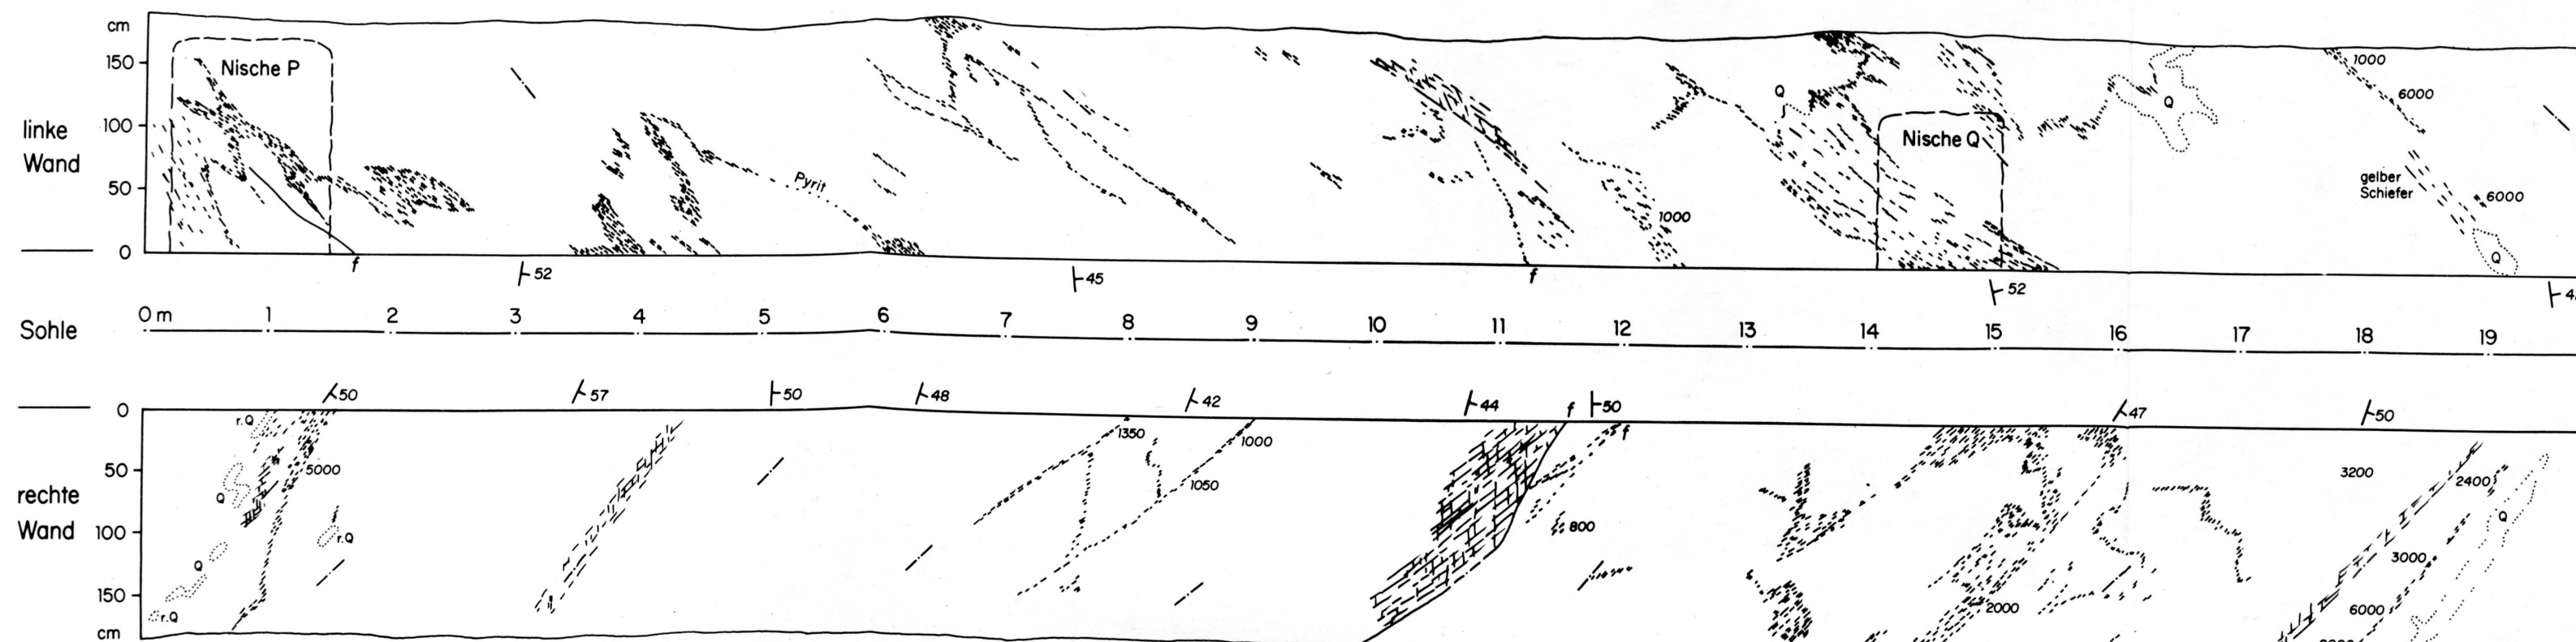 cm
150
100
50
0
linke
Wand
Nische P
Pyrit
Q
1000
Nische Q
Q
1000
6000
gelber
Schiefer
6000
Q
f
52
45
f
52
Sohle
0 m 1 2 3 4 5 6 7 8 9 10 11 12 13 14 15 16 17 18 19
50
57
50
48
42
44
f
50
f
47
50
0
50
100
150
cm
rechte
Wand
r.Q
5000
Q
r.Q
Q
r.Q
1350
1000
1050
800
2000
3200
2400
Q
3000
6000